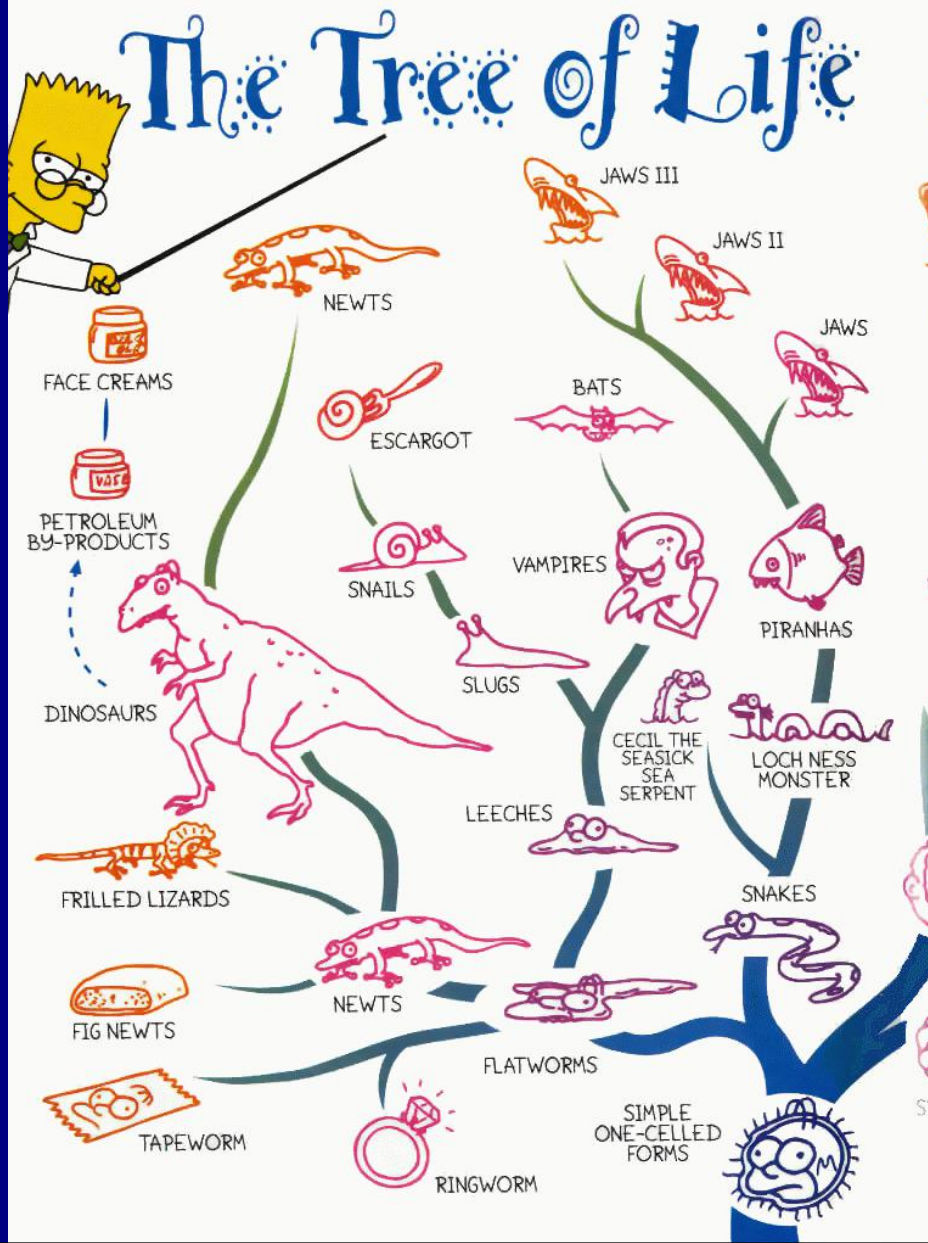 The Tree of Life
JAWS III
JAWS II
NEWTS
JAWS
FACE CREAMS
BATS
ESCARGOT
VASE
PETROLEUM
BY-PRODUCTS
SNAILS
VAMPIRES
PIRANHAS
SLUGS
DINOSAURS
CECIL THE
SEASICK
SEA
SERPENT
LOCH NESS
MONSTER
LEECHES
FRILLED LIZARDS
SNAKES
NEWTS
FIG NEWTS
FLATWORMS
SIMPLE
ONE-CELLED
FORMS
TAPEWORM
RINGWORM